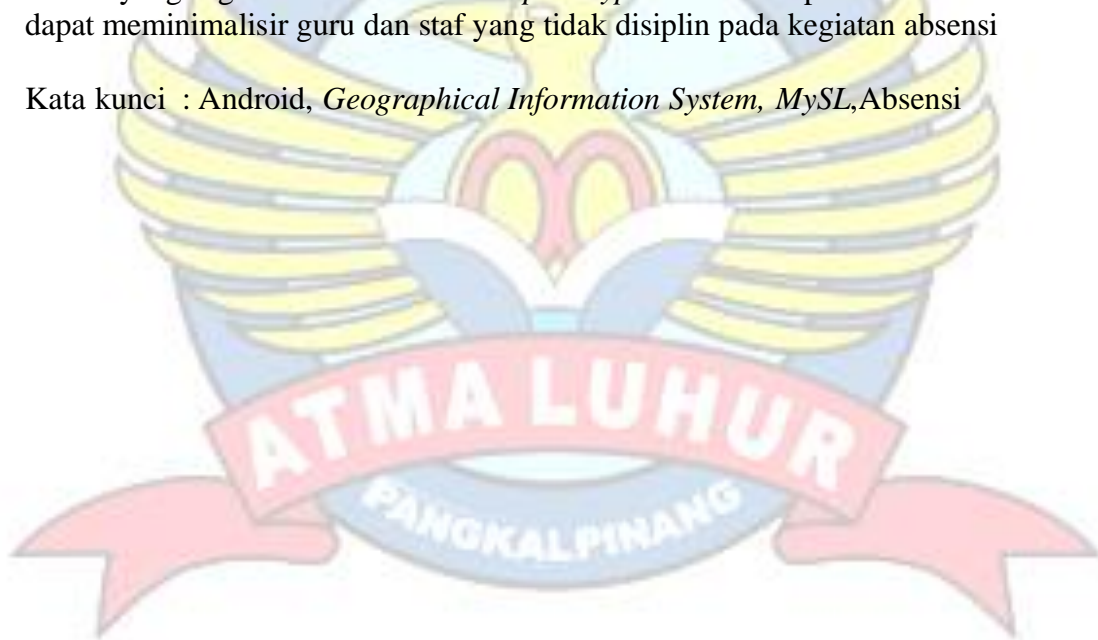 dapat meminimalisir guru dan staf yang tidak disiplin pada kegiatan absensi
Kata kunci : Android, Geographical Information System, MySL,Absensi
ATMA LUHUR
PANGKALPINANG